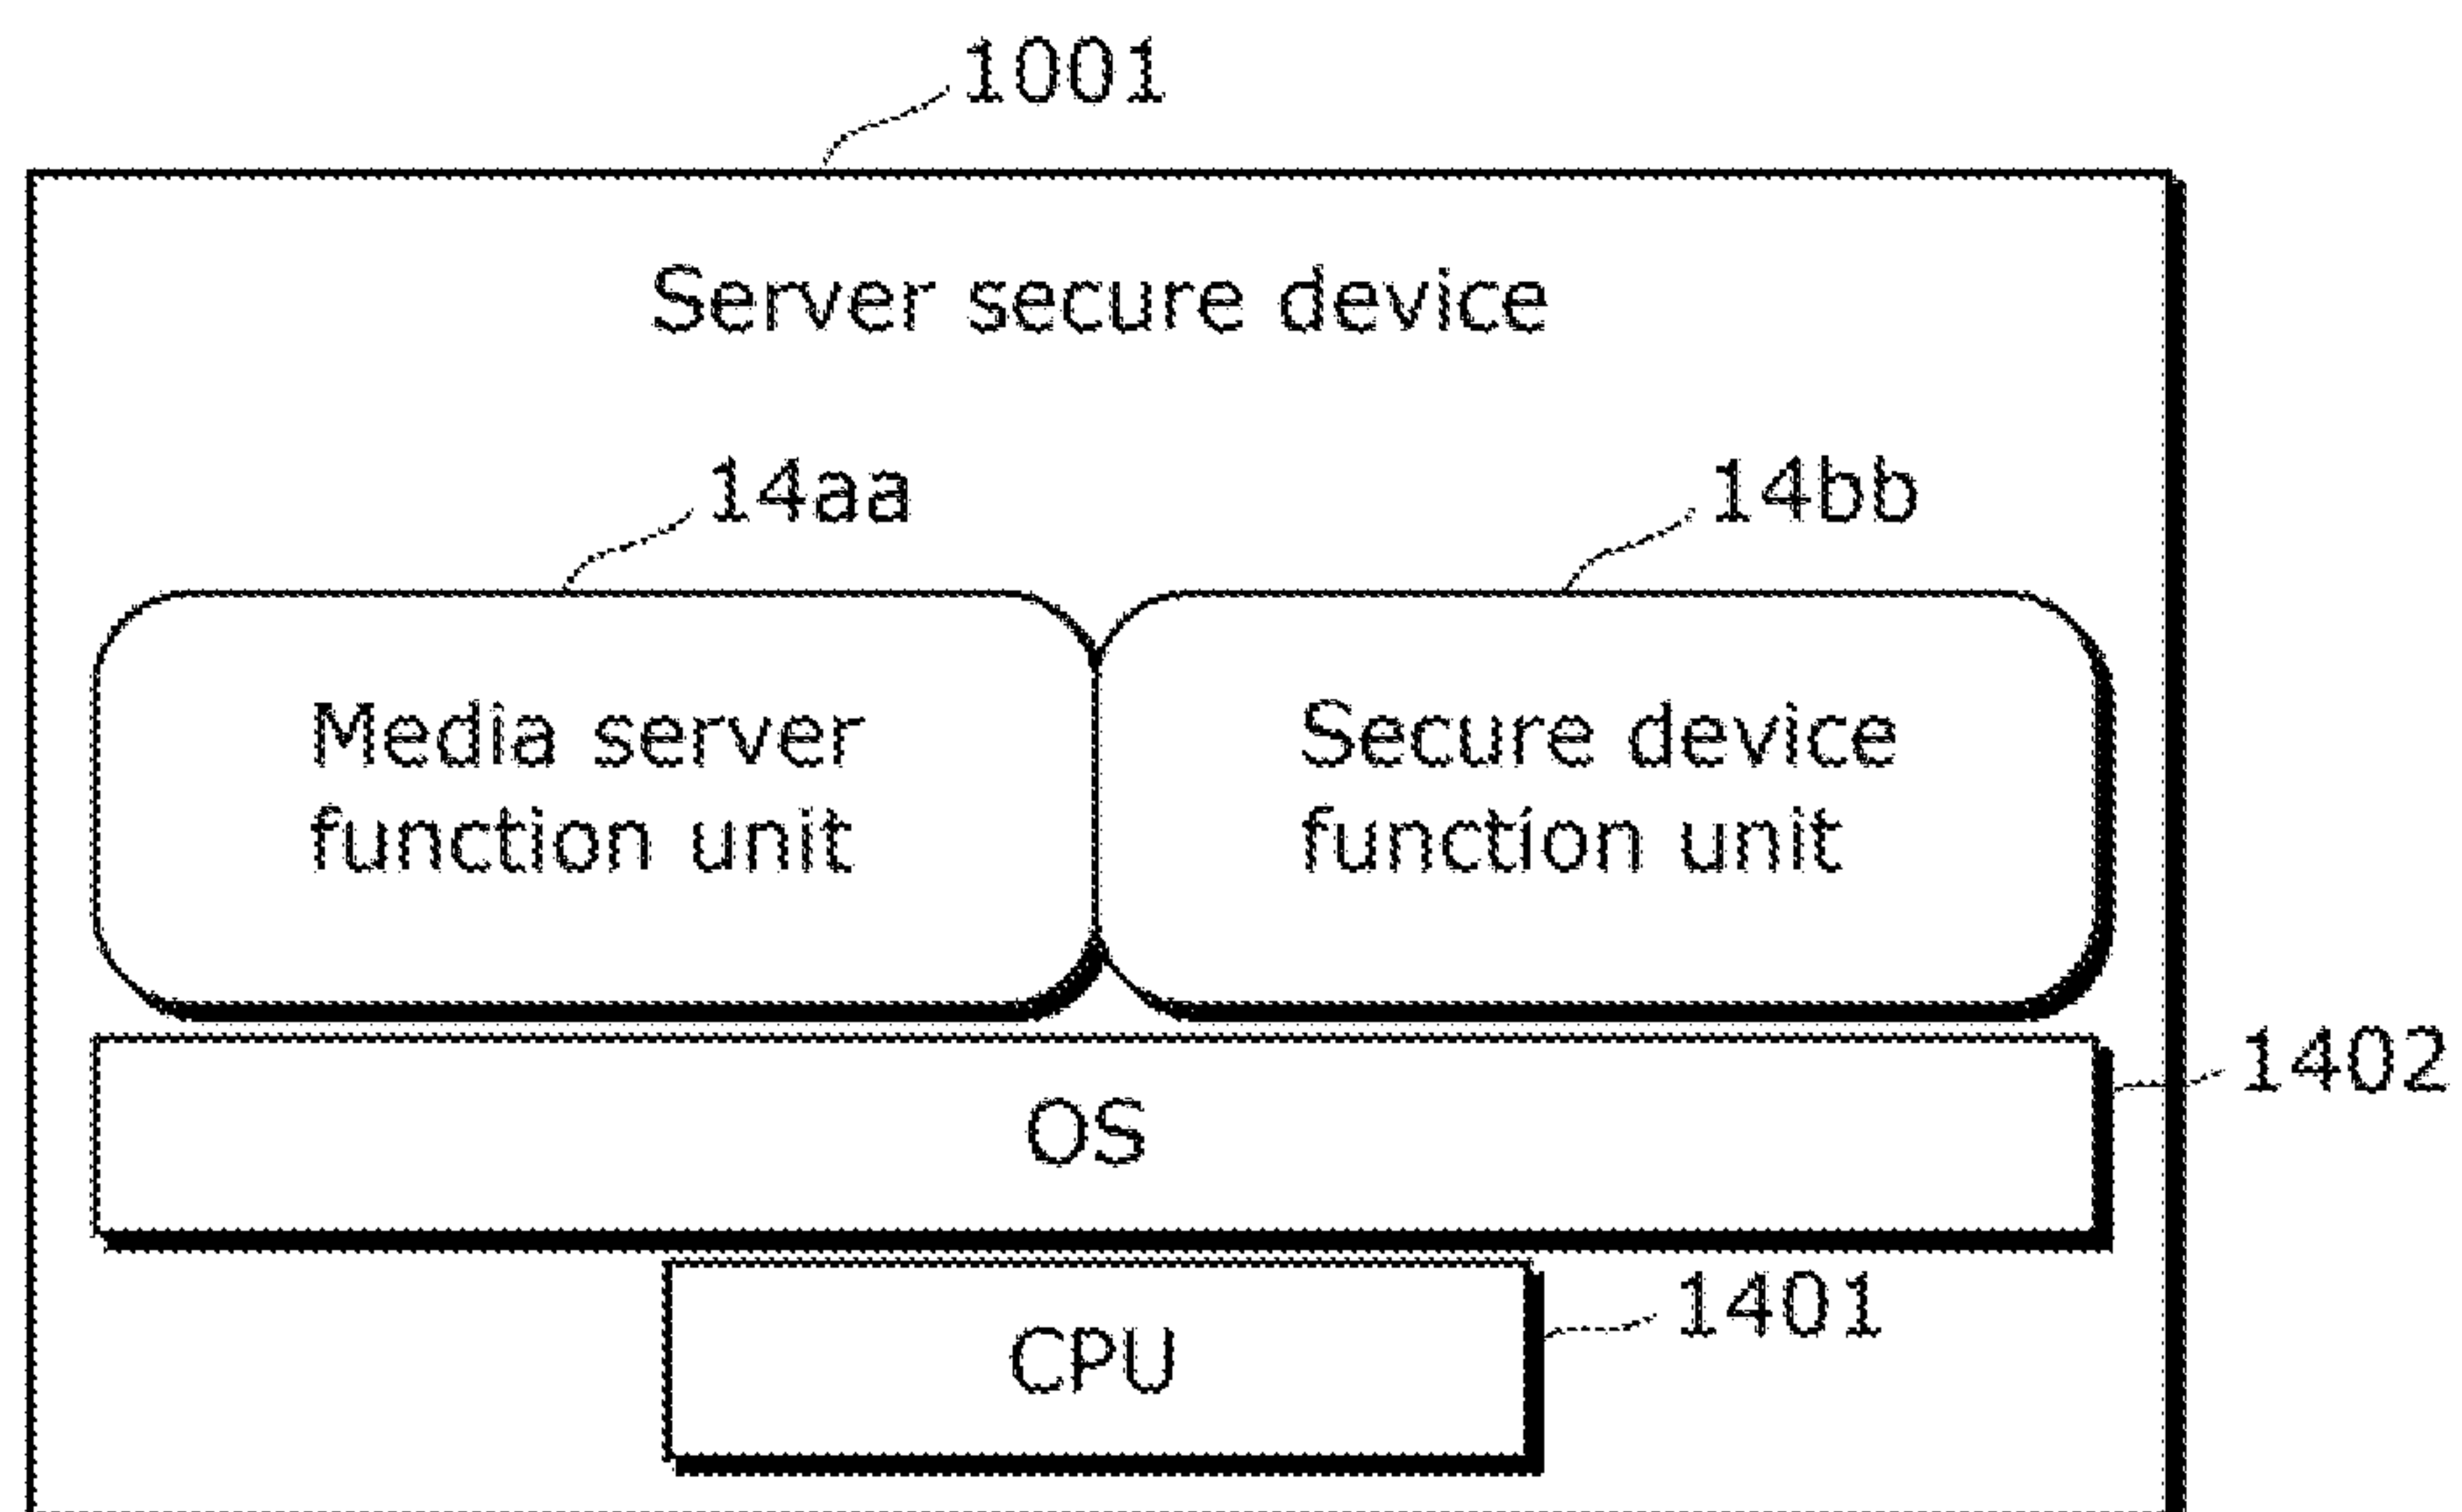 1001
Server secure device
14aa
14bb
Media server
function unit
Secure device
function unit
1402
OS
1401
CPU